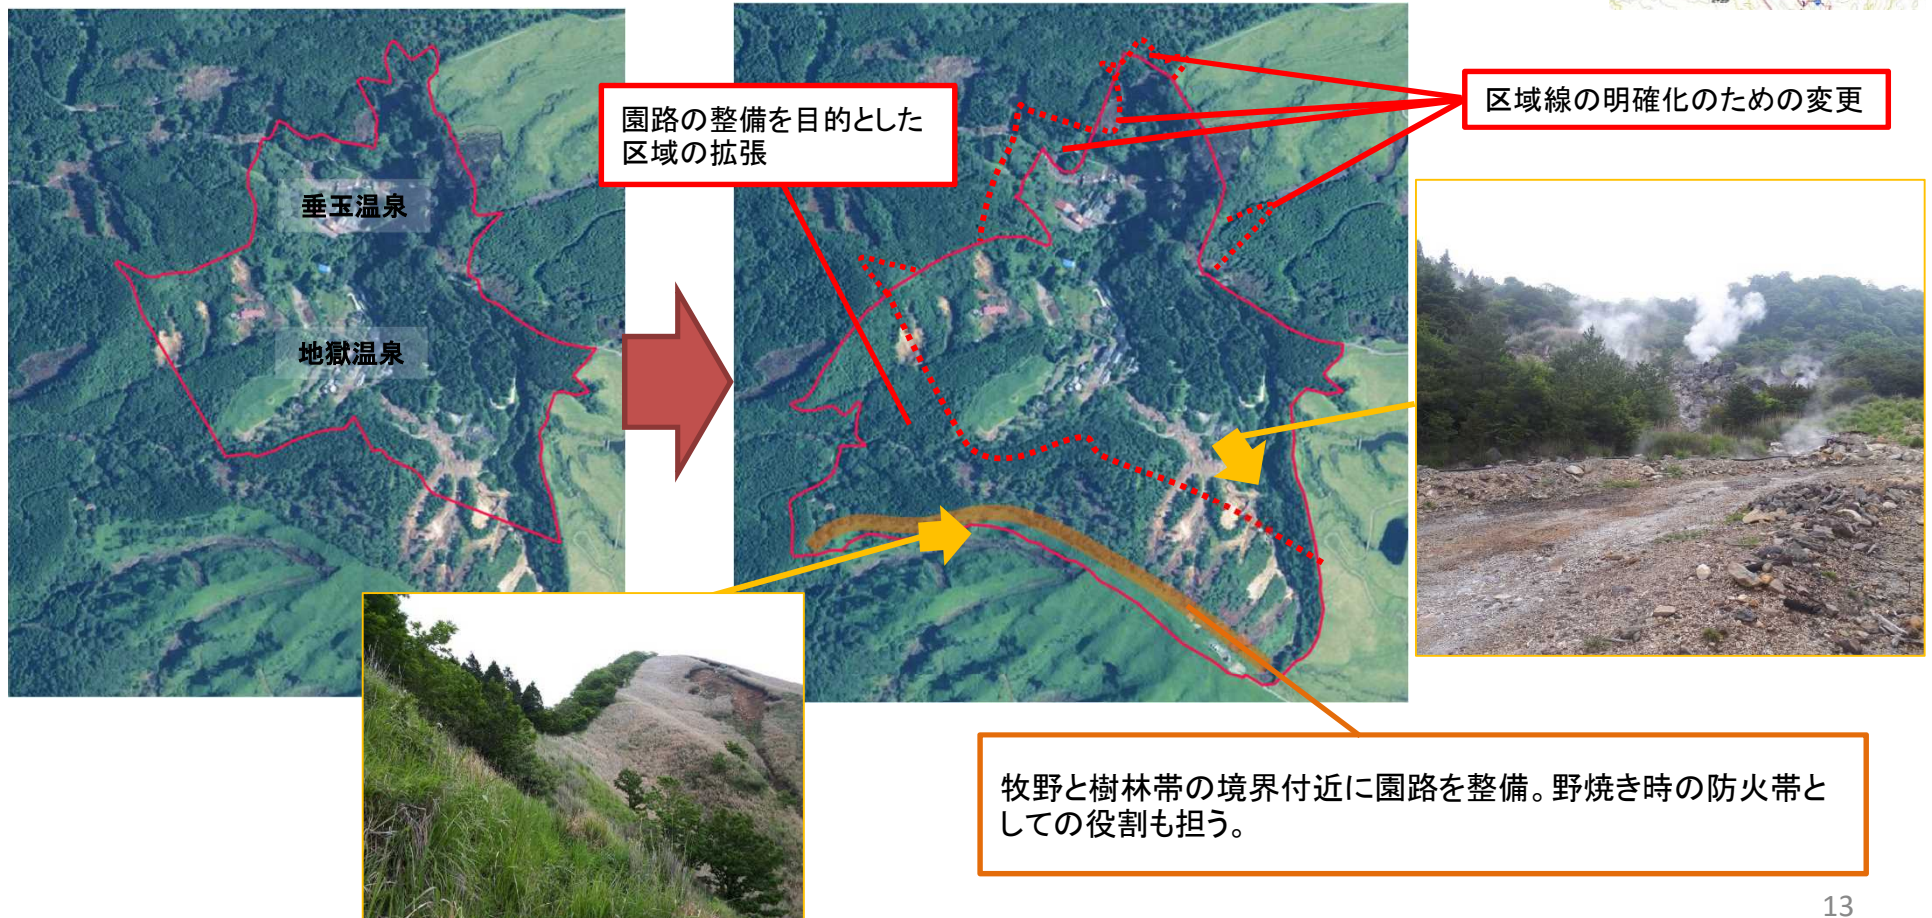 園路の整備を目的とした
区域の拡張
区域線の明確化のための変更
垂玉温泉
地獄温泉
牧野と樹林帯の境界付近に園路を整備。野焼き時の防火帯と
しての役割も担う。
13